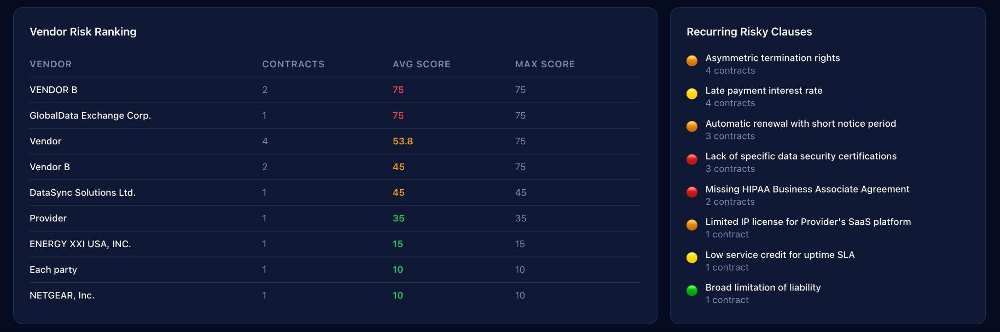 Vendor Risk Ranking
VENDOR CONTRACTS AVG SCORE MAX SCORE
VENDOR B 2 75 75
GlobalData Exchange Corp. 1 75 75
Vendor 4 53.8 75
Vendor B 2 45 75
DataSync Solutions Ltd. 1 45 45
Provider 1 35 35
ENERGY XXI USA, INC. 1 15 15
Each party 1 10 10
NETGEAR, Inc. 1 10 10
Recurring Risky Clauses
Asymmetric termination rights
4 contracts
Late payment interest rate
4 contracts
Automatic renewal with short notice period
3 contracts
Lack of specific data security certifications
3 contracts
Missing HIPAA Business Associate Agreement
2 contracts
Limited IP license for Provider's SaaS platform
1 contract
Low service credit for uptime SLA
1 contract
Broad limitation of liability
1 contract